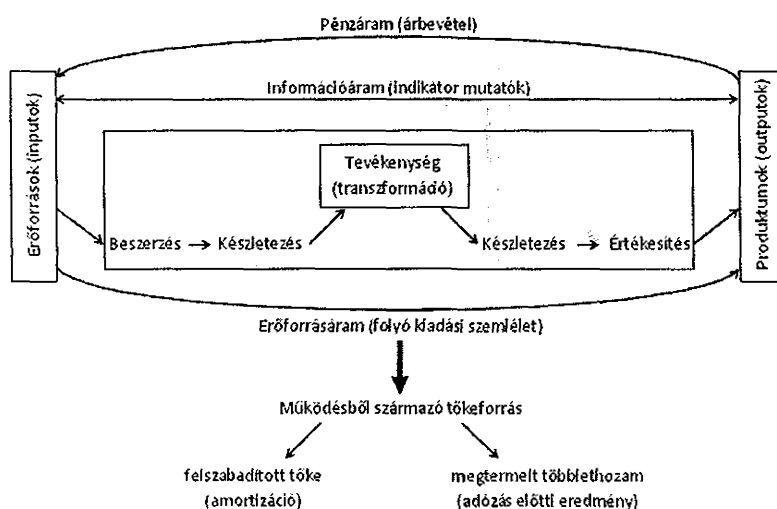 Pénzáram (árbevétel)
Információáram (indikátor mutatók)
Erőforrások (inputok)
Produktumok (outputok)
Tevékenység
(transzformáció)
Beszerzés
Készletezés
Készletezés
Értékesítés
Erőforrásáram (folyó kiadási szemlélet)
Működésből származó tőkeforrás
felszabadított tőke
(amortizáció)
megtermelt többlethozam
(adózás előtti eredmény)